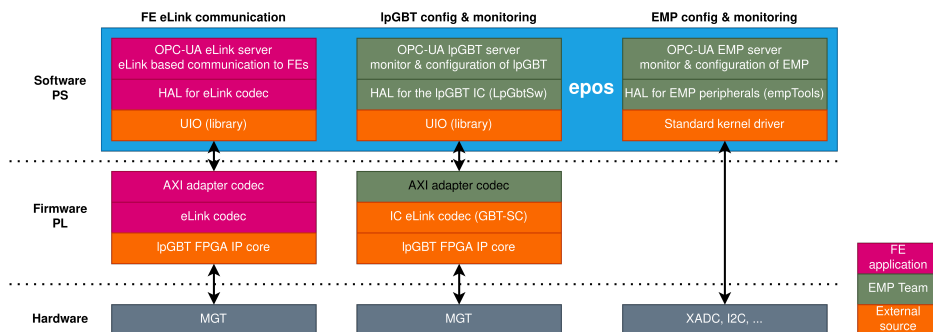 FE eLink communication
lpGBT config & monitoring
EMP config & monitoring
Software
PS
OPC-UA eLink server
eLink based communication to FEs
HAL for eLink codec
UIO (library)
OPC-UA lpGBT server
monitor & configuration of lpGBT
HAL for the lpGBT IC (LpGbtSw)
UIO (library)
epos
OPC-UA EMP server
monitor & configuration of EMP
HAL for EMP peripherals (empTools)
Standard kernel driver
Firmware
PL
AXI adapter codec
eLink codec
lpGBT FPGA IP core
AXI adapter codec
IC eLink codec (GBT-SC)
lpGBT FPGA IP core
Hardware
MGT
MGT
XADC, I2C, ...
FE
application
EMP Team
External
source